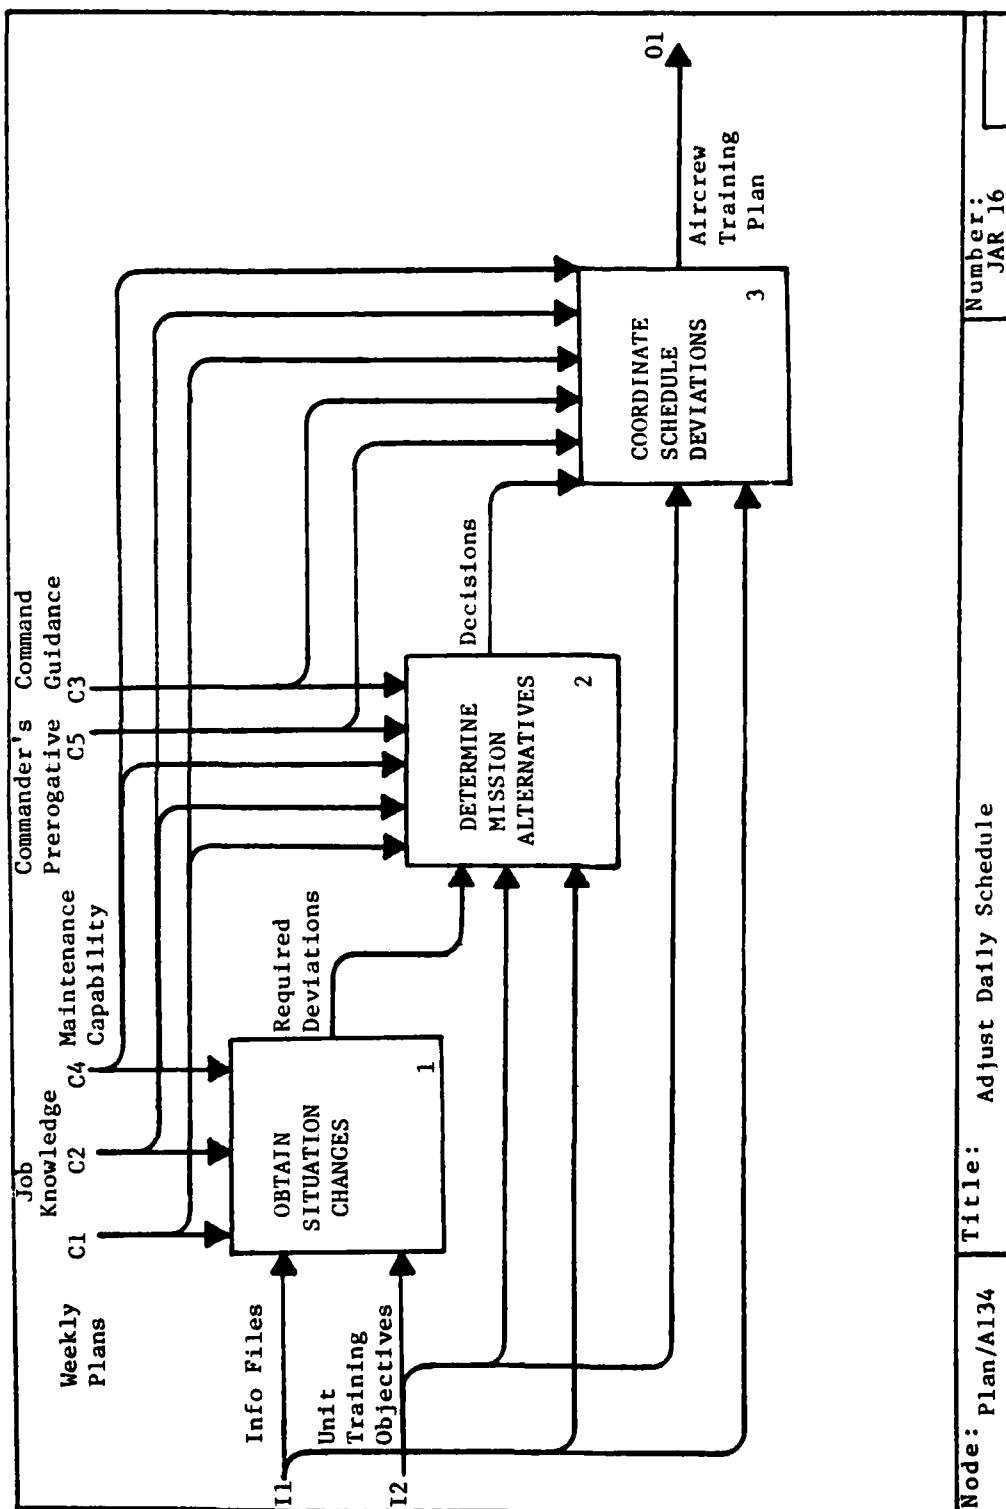 Weekly
Plans
C1
Job
Knowledge
C2
Maintenance
Capability
C4
Commander's
Prerogative
C5
Command
Guidance
C3
I1
Info Files
Unit
Training
Objectives
I2
OBTAIN
SITUATION
CHANGES
1
Required
Deviations
DETERMINE
MISSION
ALTERNATIVES
2
Decisions
COORDINATE
SCHEDULE
DEVIATIONS
3
Aircrew
Training
Plan
O1
Node: Plan/A134
Title: Adjust Daily Schedule
Number:
JAR 16